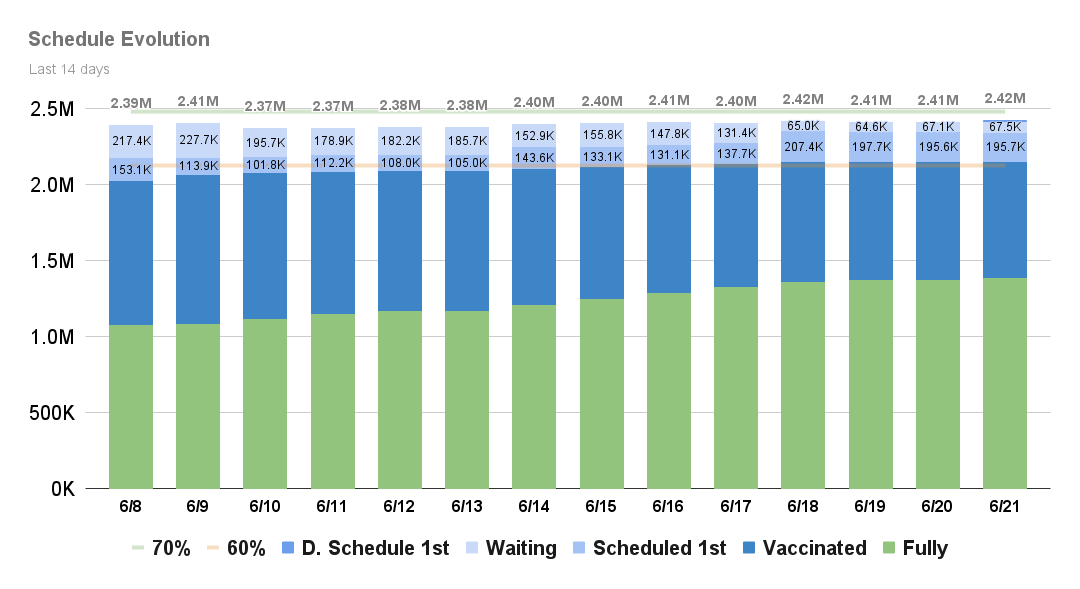 Schedule Evolution
Last 14 days
2.39M 2.41M 2.37M 2.37M 2.38M 2.38M 2.40M 2.40M 2.41M 2.40M 2.42M 2.41M 2.41M 2.42M
2.5M
217.4K 227.7K 195.7K 178.9K 182.2K 185.7K 152.9K 155.8K 147.8K 131.4K 65.0K 64.6K 67.1K 67.5K
153.1K 113.9K 101.8K 112.2K 108.0K 105.0K 143.6K 133.1K 131.1K 137.7K 207.4K 197.7K 195.6K 195.7K
2.0M
1.5M
1.0M
500K
0K
6/8 6/9 6/10 6/11 6/12 6/13 6/14 6/15 6/16 6/17 6/18 6/19 6/20 6/21
70% 60% D. Schedule 1st Waiting Scheduled 1st Vaccinated Fully